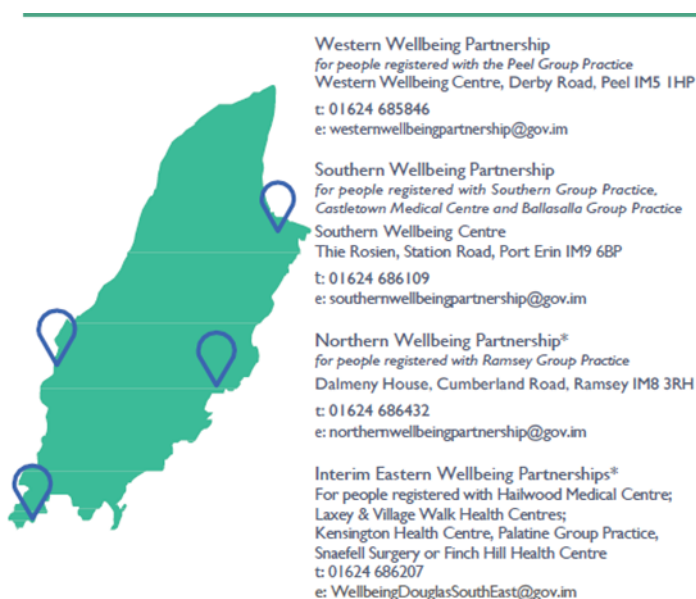 Western Wellbeing Partnership
for people registered with the Peel Group Practice
Western Wellbeing Centre, Derby Road, Peel IM5 1HP
t: 01624 685846
e: westernwellbeingpartnership@gov.im
Southern Wellbeing Partnership
for people registered with Southern Group Practice,
Castletown Medical Centre and Ballasalla Group Practice
Southern Wellbeing Centre
Thie Rosien, Station Road, Port Erin IM9 6BP
t: 01624 686109
e: southernwellbeingpartnership@gov.im
Northern Wellbeing Partnership*
for people registered with Ramsey Group Practice
Dalmeny House, Cumberland Road, Ramsey IM8 3RH
t: 01624 686432
e: northernwellbeingpartnership@gov.im
Interim Eastern Wellbeing Partnerships*
For people registered with Hailwood Medical Centre;
Laxey & Village Walk Health Centres;
Kensington Health Centre, Palatine Group Practice,
Snaefell Surgery or Finch Hill Health Centre
t: 01624 686207
e: WellbeingDouglasSouthEast@gov.im